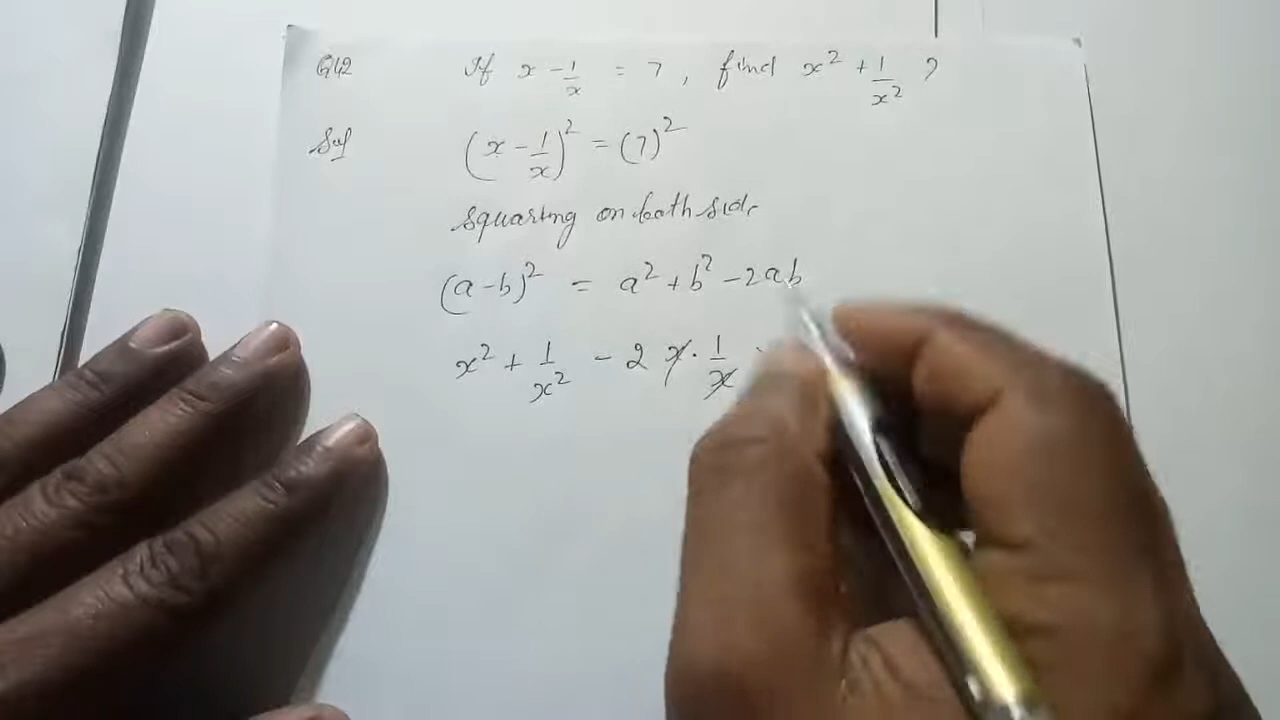 Q42 If x - 1/x = 7, find x² + 1/x² ?
Sol (x - 1/x)² = (7)²
Squaring on both side
(a - b)² = a² + b² - 2ab
x² + 1/x² - 2 x · 1/x